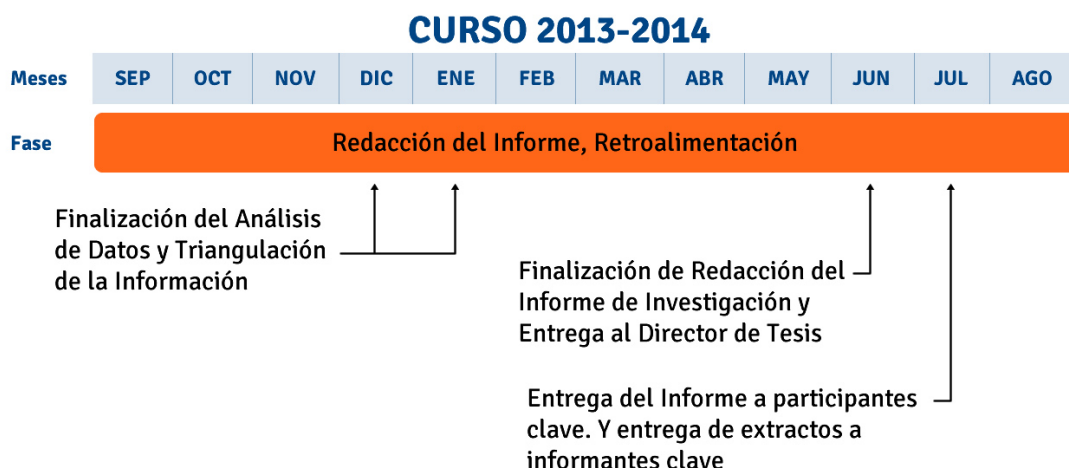 CURSO 2013-2014
Meses SEP OCT NOV DIC ENE FEB MAR ABR MAY JUN JUL AGO
Fase Redacción del Informe, Retroalimentación
Finalización del Análisis
de Datos y Triangulación
de la Información
Finalización de Redacción del
Informe de Investigación y
Entrega al Director de Tesis
Entrega del Informe a participantes
clave. Y entrega de extractos a
informantes clave